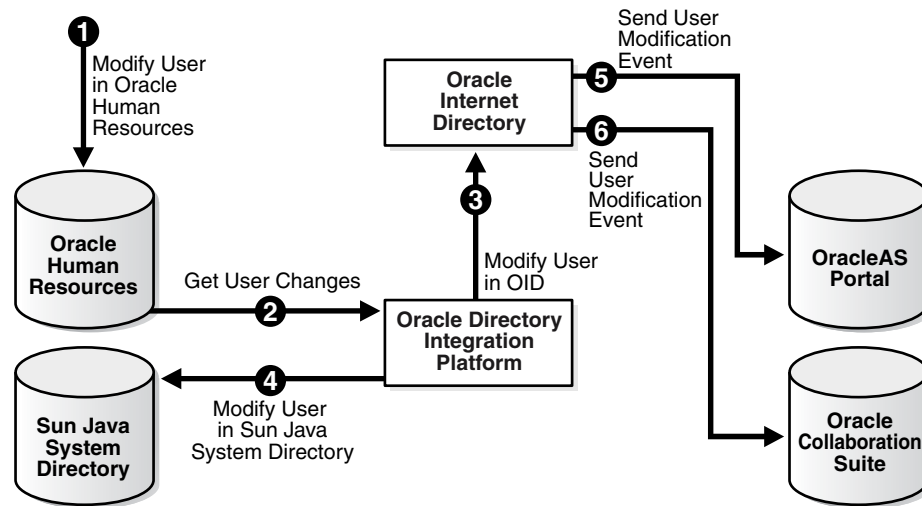 1
Modify User
in Oracle
Human
Resources
Oracle
Human
Resources
Get User Changes
2
Oracle Directory
Integration
Platform
3
Modify User
in OID
Oracle
Internet
Directory
4
Modify User
in Sun Java
System Directory
Sun Java
System
Directory
Send User
Modification
Event
5
6
Send
User
Modification
Event
OracleAS
Portal
Oracle
Collaboration
Suite